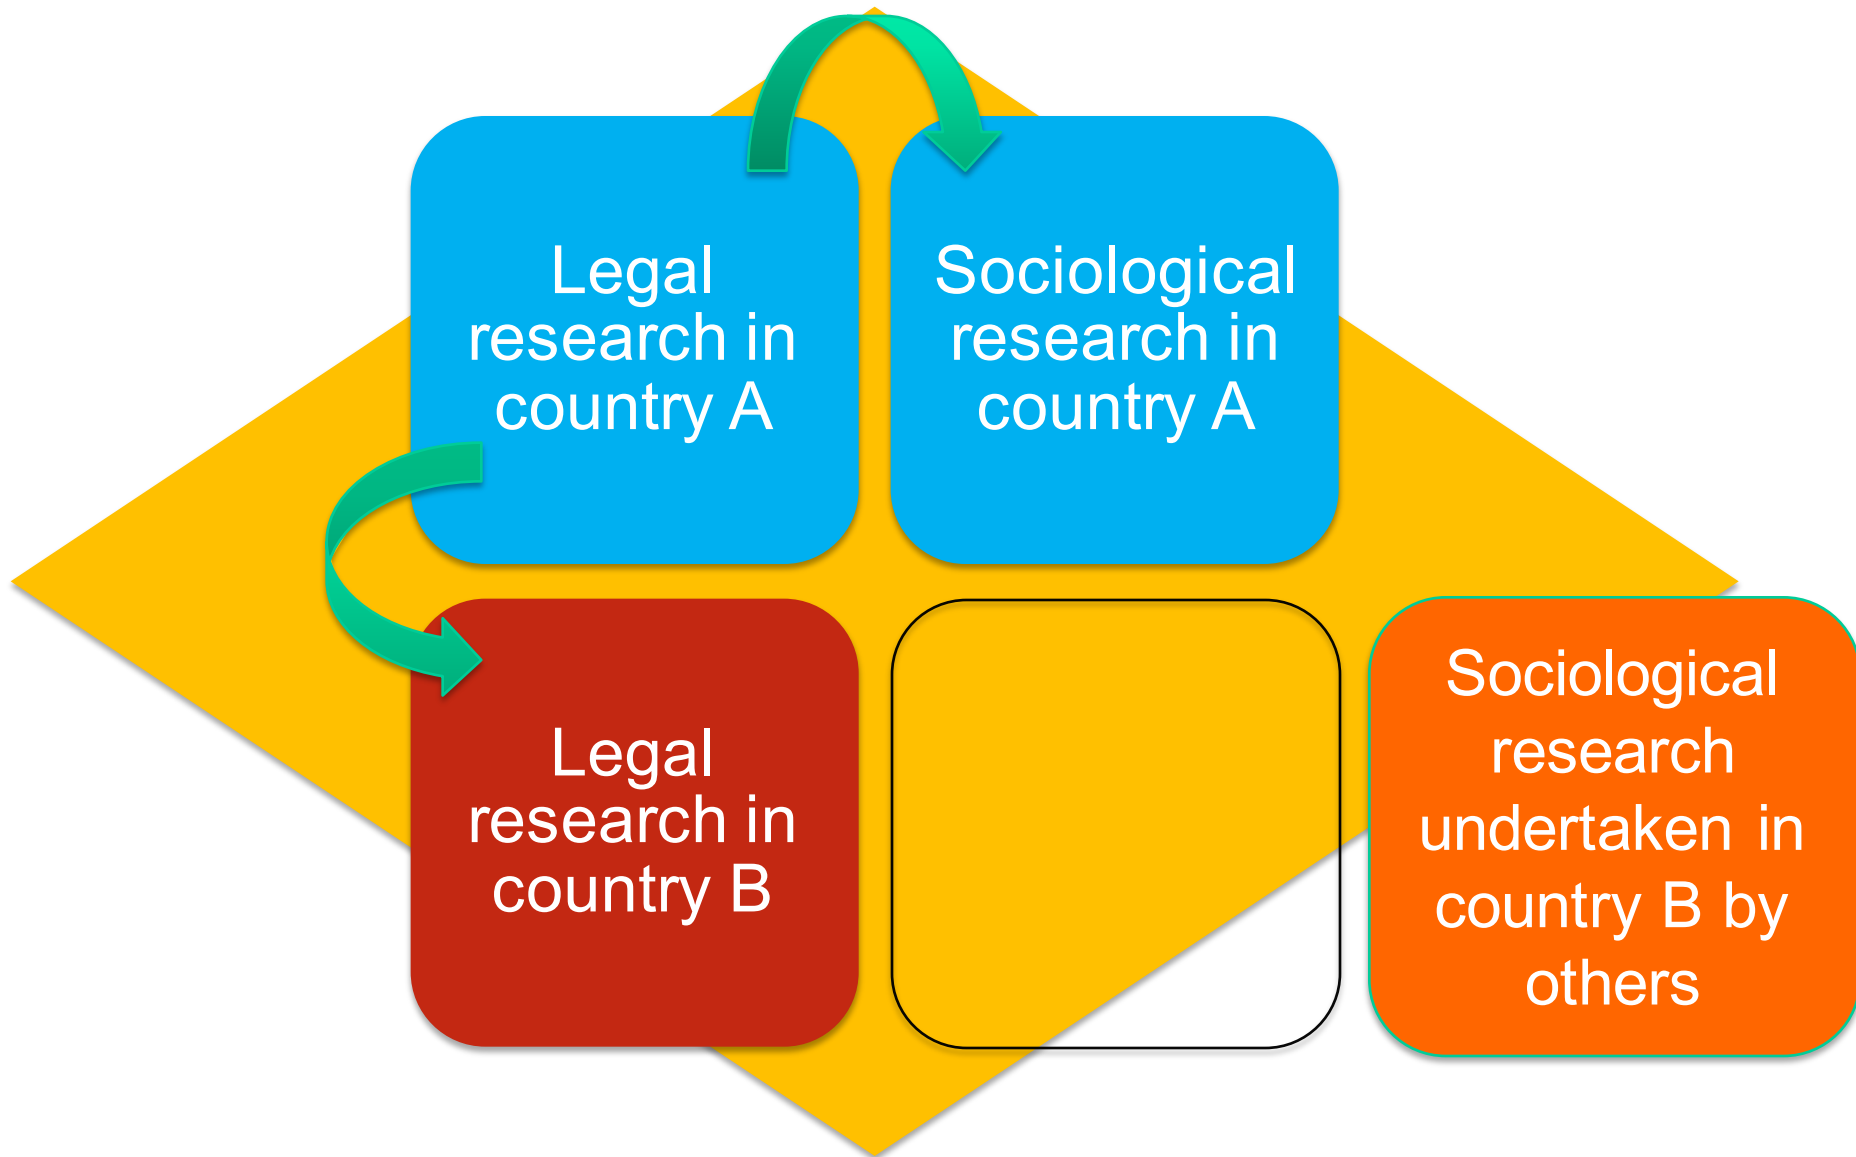 Legal
research in
country A
Sociological
research in
country A
Legal
research in
country B
Sociological
research
undertaken in
country B by
others